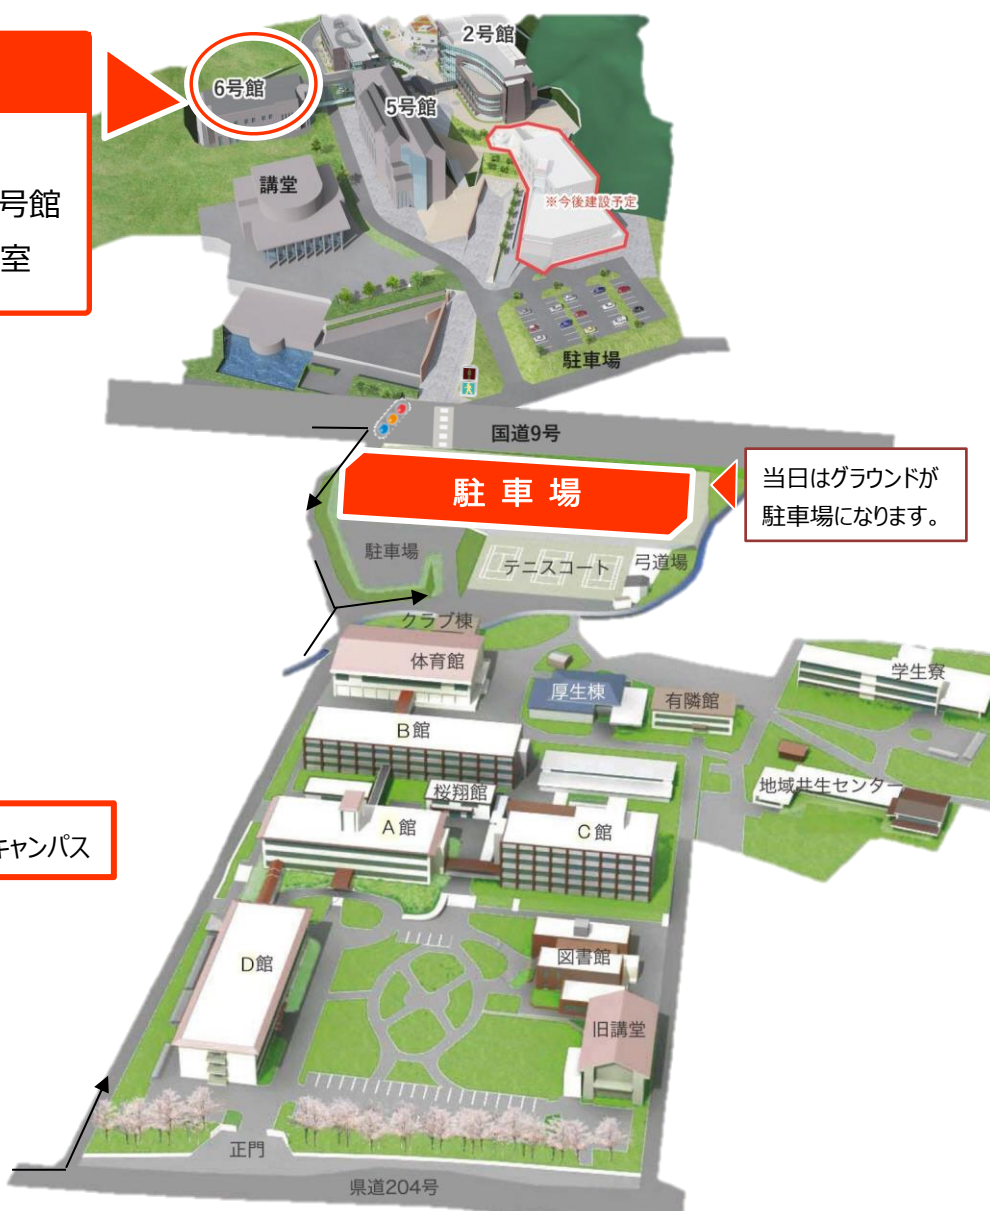 2号館
6号館
5号館
号館
室
講堂
※今後建設予定
駐車場
国道9号
駐 車 場
当日はグラウンドが
駐車場になります。
駐車場
テニスコート
弓道場
クラブ棟
体育館
学生寮
厚生棟
有隣館
B館
地域共生センター
桜翔館
A館
C館
キャンパス
図書館
D館
旧講堂
正門
県道204号